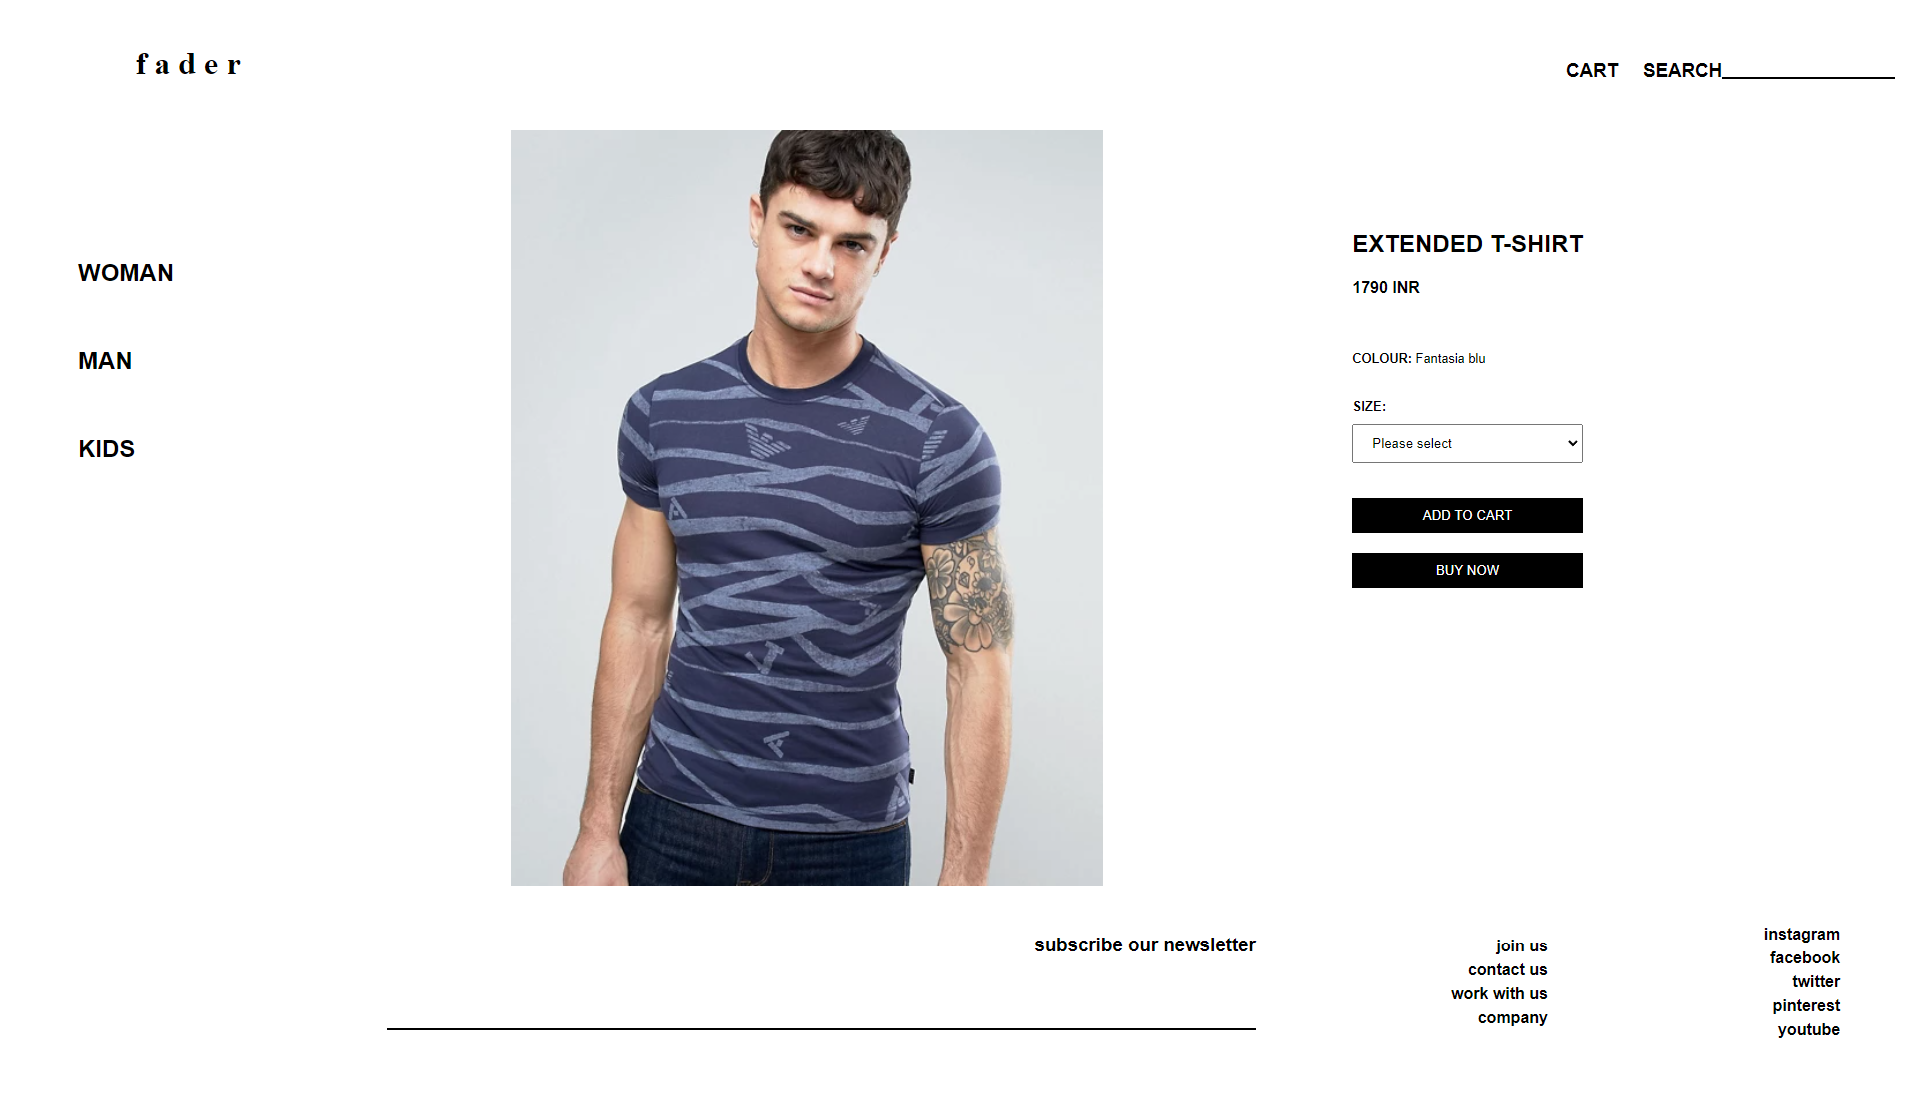 fader
CART SEARCH
WOMAN
MAN
KIDS
EXTENDED T-SHIRT
1790 INR
COLOUR: Fantasia blu
SIZE:
Please select
ADD TO CART
BUY NOW
subscribe our newsletter
join us
contact us
work with us
company
instagram
facebook
twitter
pinterest
youtube